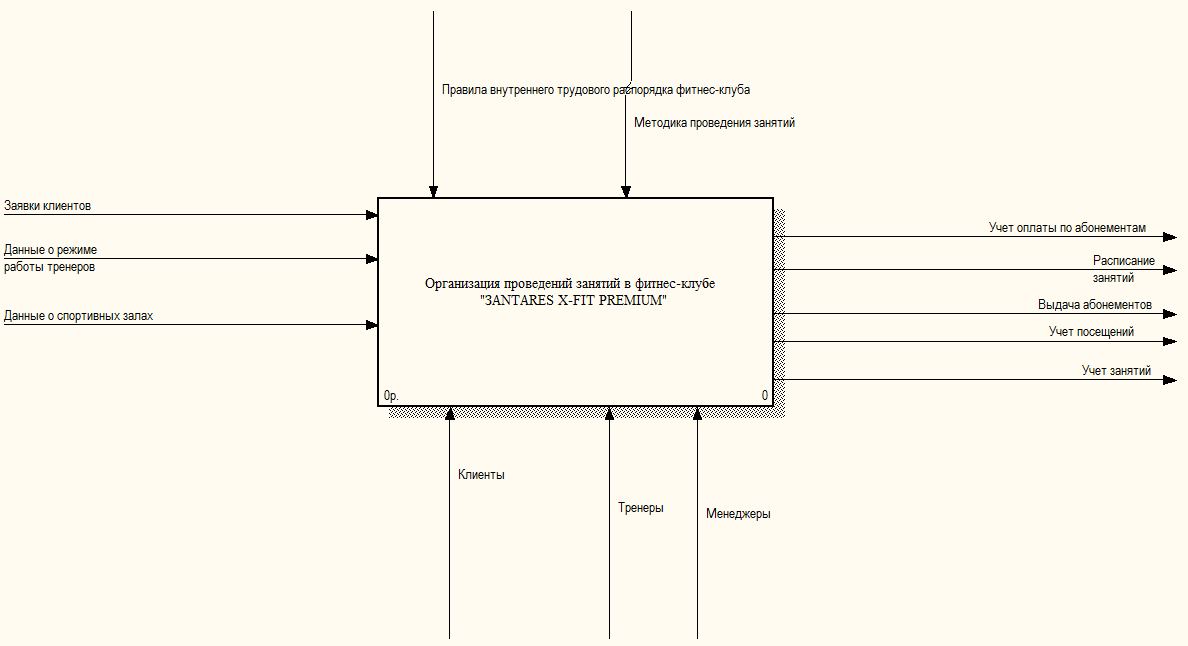 Правила внутреннего трудового распорядка фитнес-клуба
Методика проведения занятий
Заявки клиентов
Данные о режиме
работы тренеров
Данные о спортивных залах
Организация проведений занятий в фитнес-клубе
"3ANTARES X-FIT PREMIUM"
0р.
0
Учет оплаты по абонементам
Расписание
занятий
Выдача абонементов
Учет посещений
Учет занятий
Клиенты
Тренеры
Менеджеры